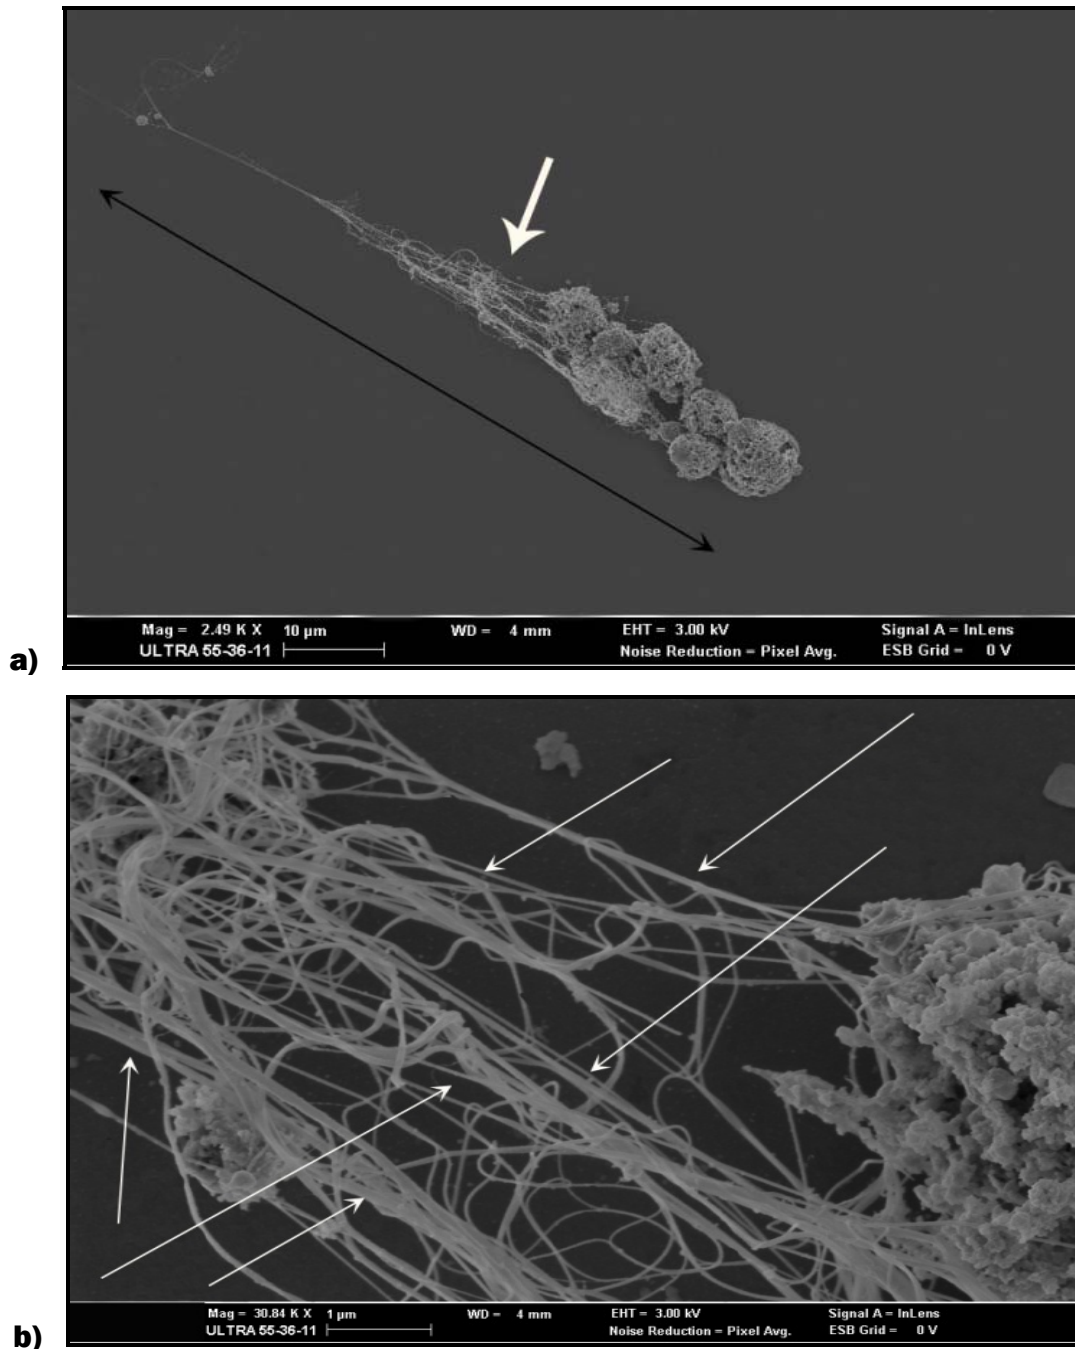 Mag = 2.49 K X 10 µm WD = 4 mm EHT = 3.00 kV Signal A = InLens
ULTRA 55-36-11 Noise Reduction = Pixel Avg. ESB Grid = 0 V
a)
Mag = 30.84 K X 1 µm WD = 4 mm EHT = 3.00 kV Signal A = InLens
ULTRA 55-36-11 Noise Reduction = Pixel Avg. ESB Grid = 0 V
b)